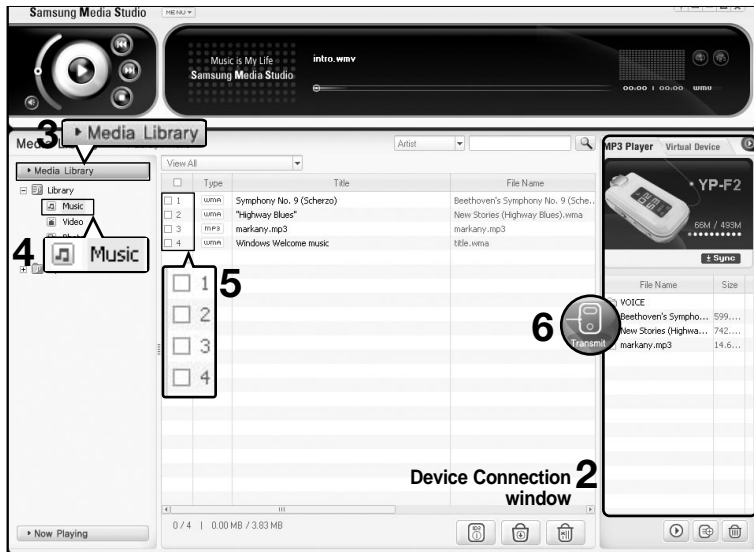 Samsung Media Studio
MENU
Music is My Life
Samsung Media Studio
intro.wmv
00:00 | 00:00 wmv
3
Media Library
Artist
MP3 Player Virtual Device
Media Library
View All
Library
Music
Video
4
Music
Type Title File Name
1 WMA Symphony No. 9 (Scherzo) Beethoven's Symphony No. 9 (Sche..
2 WMA "Highway Blues" New Stories (Highway Blues).wma
3 MP3 markany.mp3 markany.mp3
4 WMA Windows Welcome music title.wma
5
1
2
3
4
YP-F2
66M / 493M
Sync
File Name Size
VOICE
Beethoven's Sympho... 599....
New Stories (Highwa... 742....
markany.mp3 14.6...
6
Transmit
Device Connection
window
2
Now Playing
0 / 4 | 0.00 MB / 3.83 MB